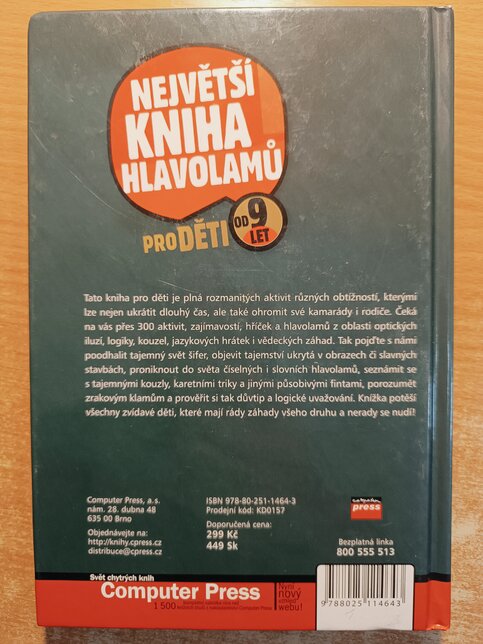 NEJVĚTŠÍ
KNIHA
HLAVOLAMŮ
PRO DĚTI
OD 9 LET
Tato kniha pro děti je plná rozmanitých aktivit různých obtížností, kterými
lze nejen ukrátit dlouhý čas, ale také ohromit své kamarády i rodiče. Čeká
na vás přes 300 aktivit, zajímavostí, hříček a hlavolamů z oblasti optických
iluzí, logiky, kouzel, jazykových hrátek i vědeckých záhad. Tak pojďte s námi
poodhalit tajemný svět šifer, objevit tajemství ukrytá v obrazech či slavných
stavbách, proniknout do světa číselných i slovních hlavolamů, seznámit se
s tajemnými kouzly, karetními triky a jinými působivými fintami, porozumět
zrakovým klamům a prověřit si tak důvtip a logické uvažování. Knížka potěší
všechny zvídavé děti, které mají rády záhady všeho druhu a nerady se nudí!
Computer Press, a.s.
nám. 28. dubna 48
635 00 Brno
Objednávejte na:
http://knihy.cpress.cz
distribuce@cpress.cz
ISBN 978-80-251-1464-3
Prodejní kód: KD0157
Doporučená cena:
299 Kč
449 Sk
computer
press
Bezplatná linka
800 555 513
Svět chytrých knih
Computer Press
Nyní
nový
webu!
1 500
9788025114643